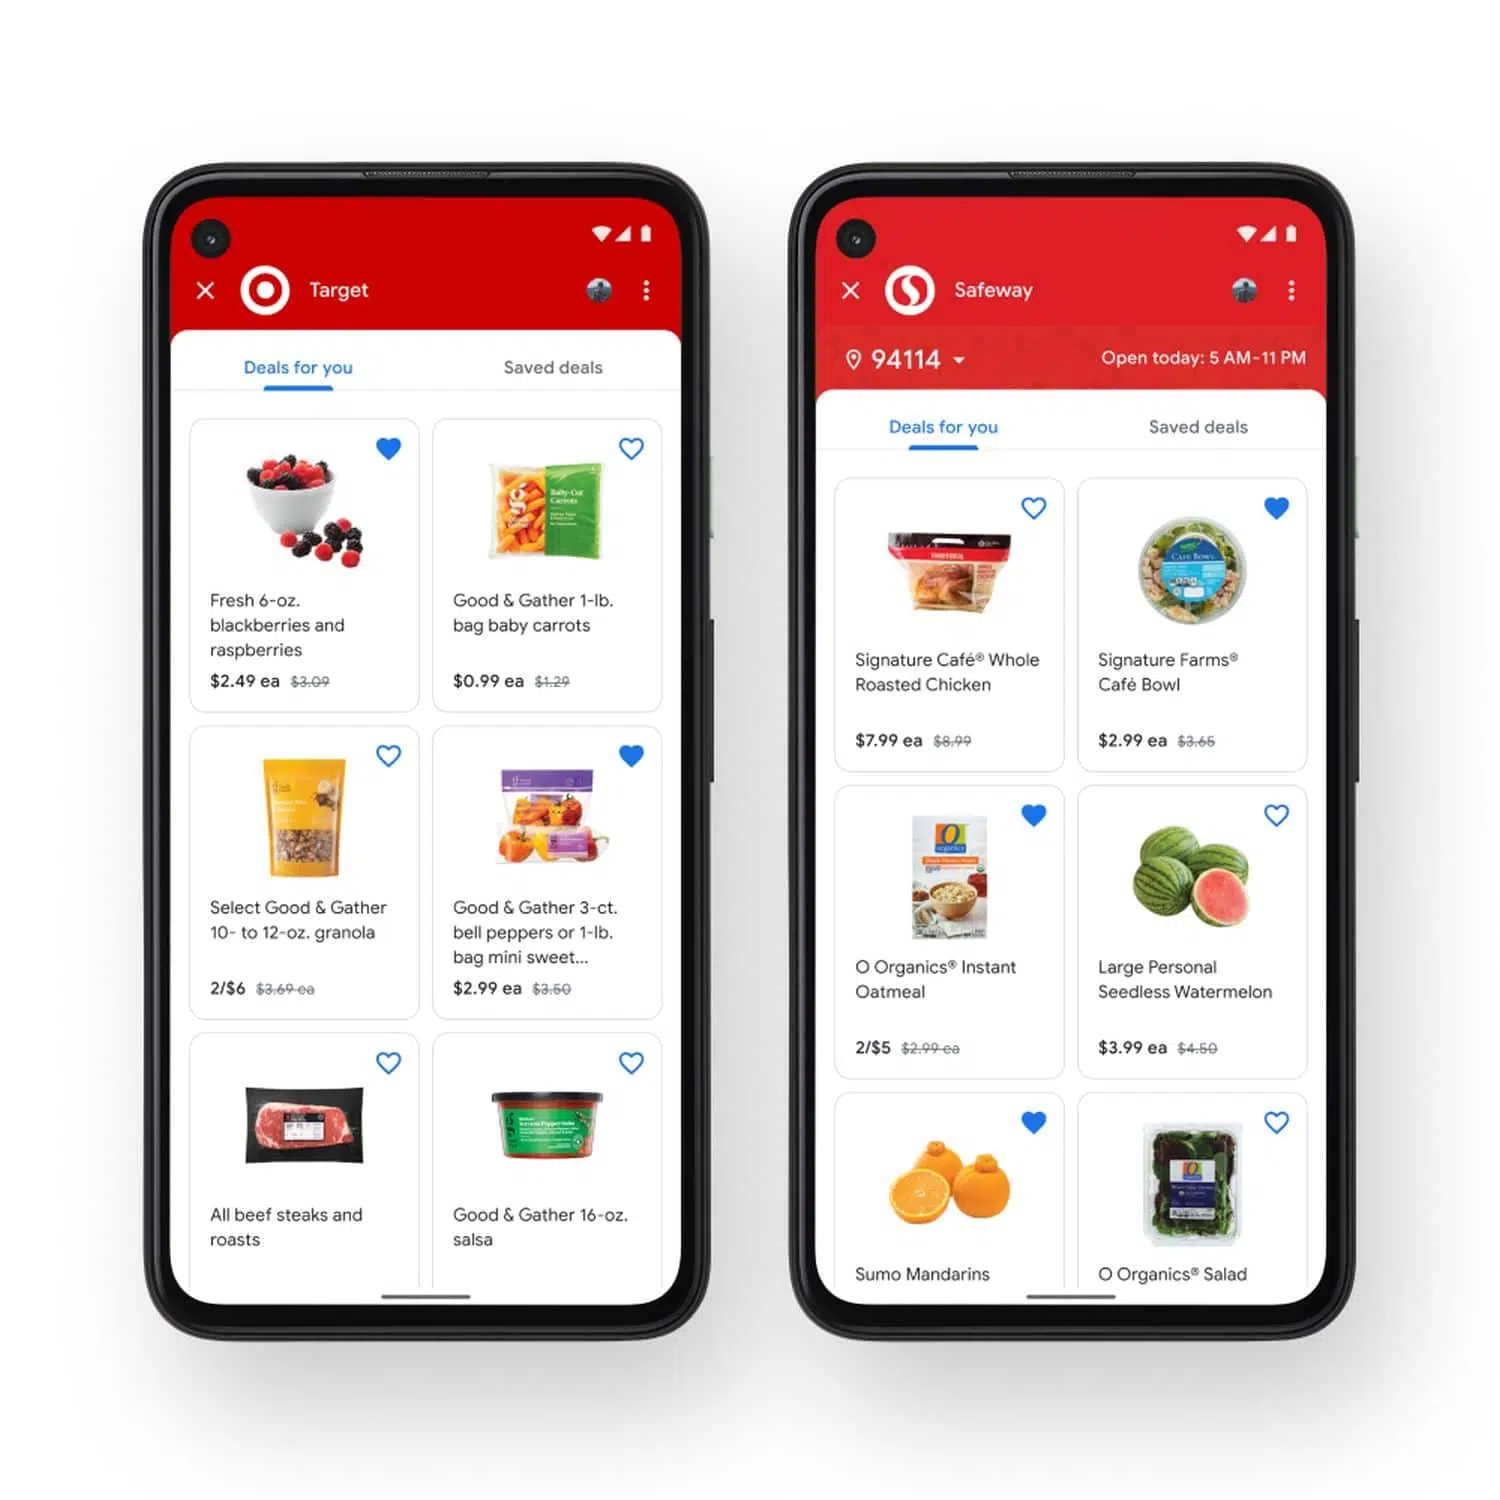 Target
Deals for you
Saved deals
Fresh 6-oz.
blackberries and
raspberries
$2.49 ea $3.09
Baby-Cut
Carrots
Good & Gather 1-lb.
bag baby carrots
$0.99 ea $1.29
Select Good & Gather
10- to 12-oz. granola
2/$6 $3.69 ea
Good & Gather 3-ct.
bell peppers or 1-lb.
bag mini sweet...
$2.99 ea $3.50
All beef steaks and
roasts
Good & Gather 16-oz.
salsa
Safeway
94114
Open today: 5 AM-11 PM
Deals for you
Saved deals
Signature Café® Whole
Roasted Chicken
$7.99 ea $8.99
CAFE BOWL
Signature Farms®
Café Bowl
$2.99 ea $3.65
O
organics
O Organics® Instant
Oatmeal
2/$5 $2.99 ea
Large Personal
Seedless Watermelon
$3.99 ea $4.50
Sumo Mandarins
O
O Organics® Salad